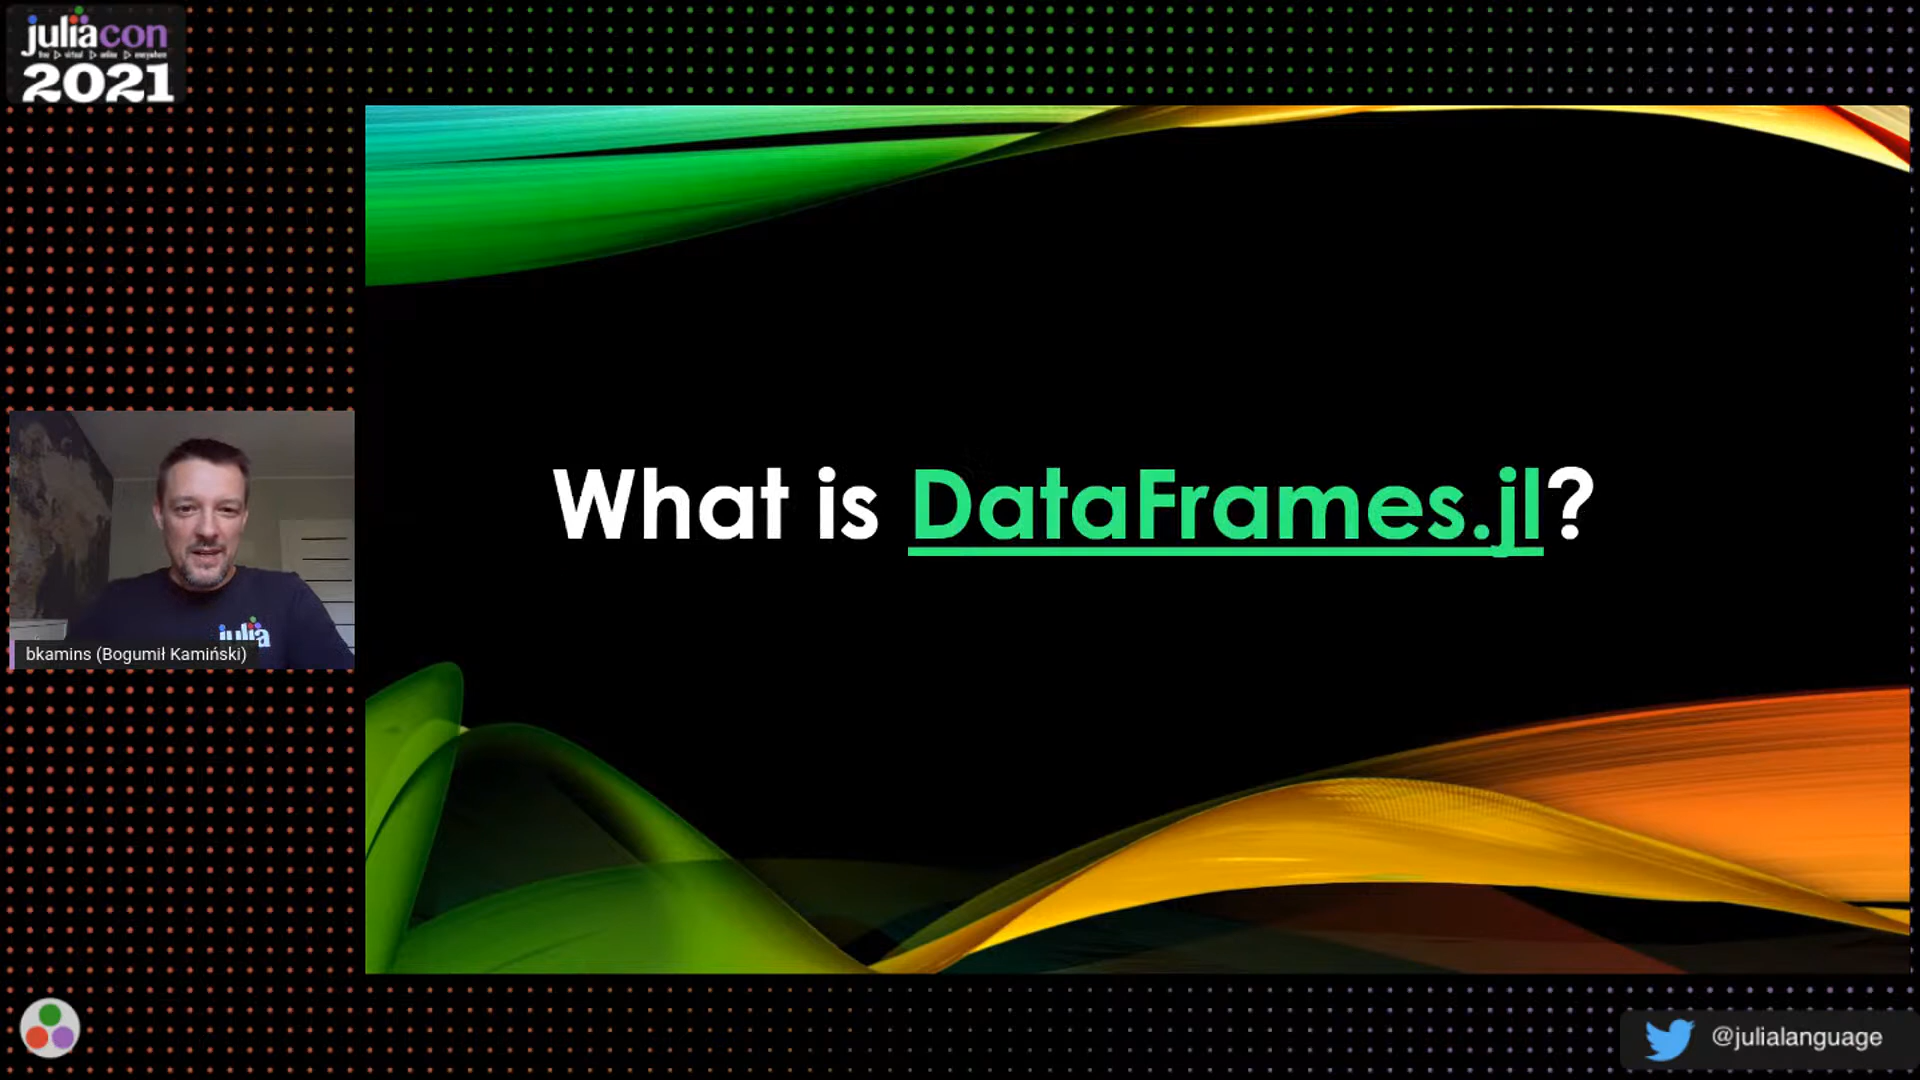 juliacon
2021
What is DataFrames.jl?
julia
bkamins (Bogumił Kamiński)
@julialanguage